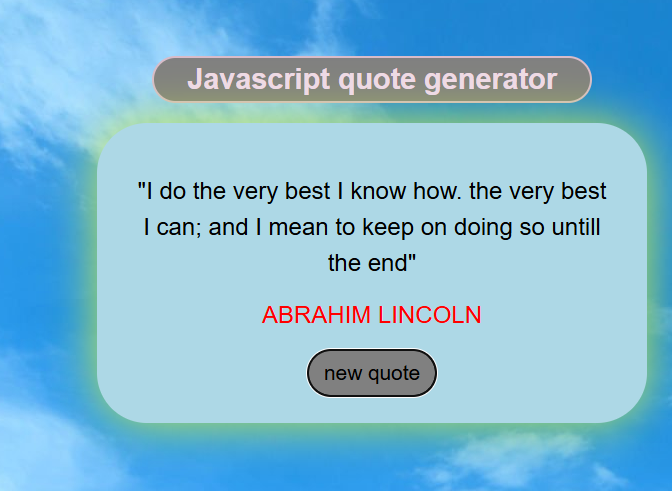 Javascript quote generator
"I do the very best I know how. the very best
I can; and I mean to keep on doing so untill
the end"
ABRAHIM LINCOLN
new quote